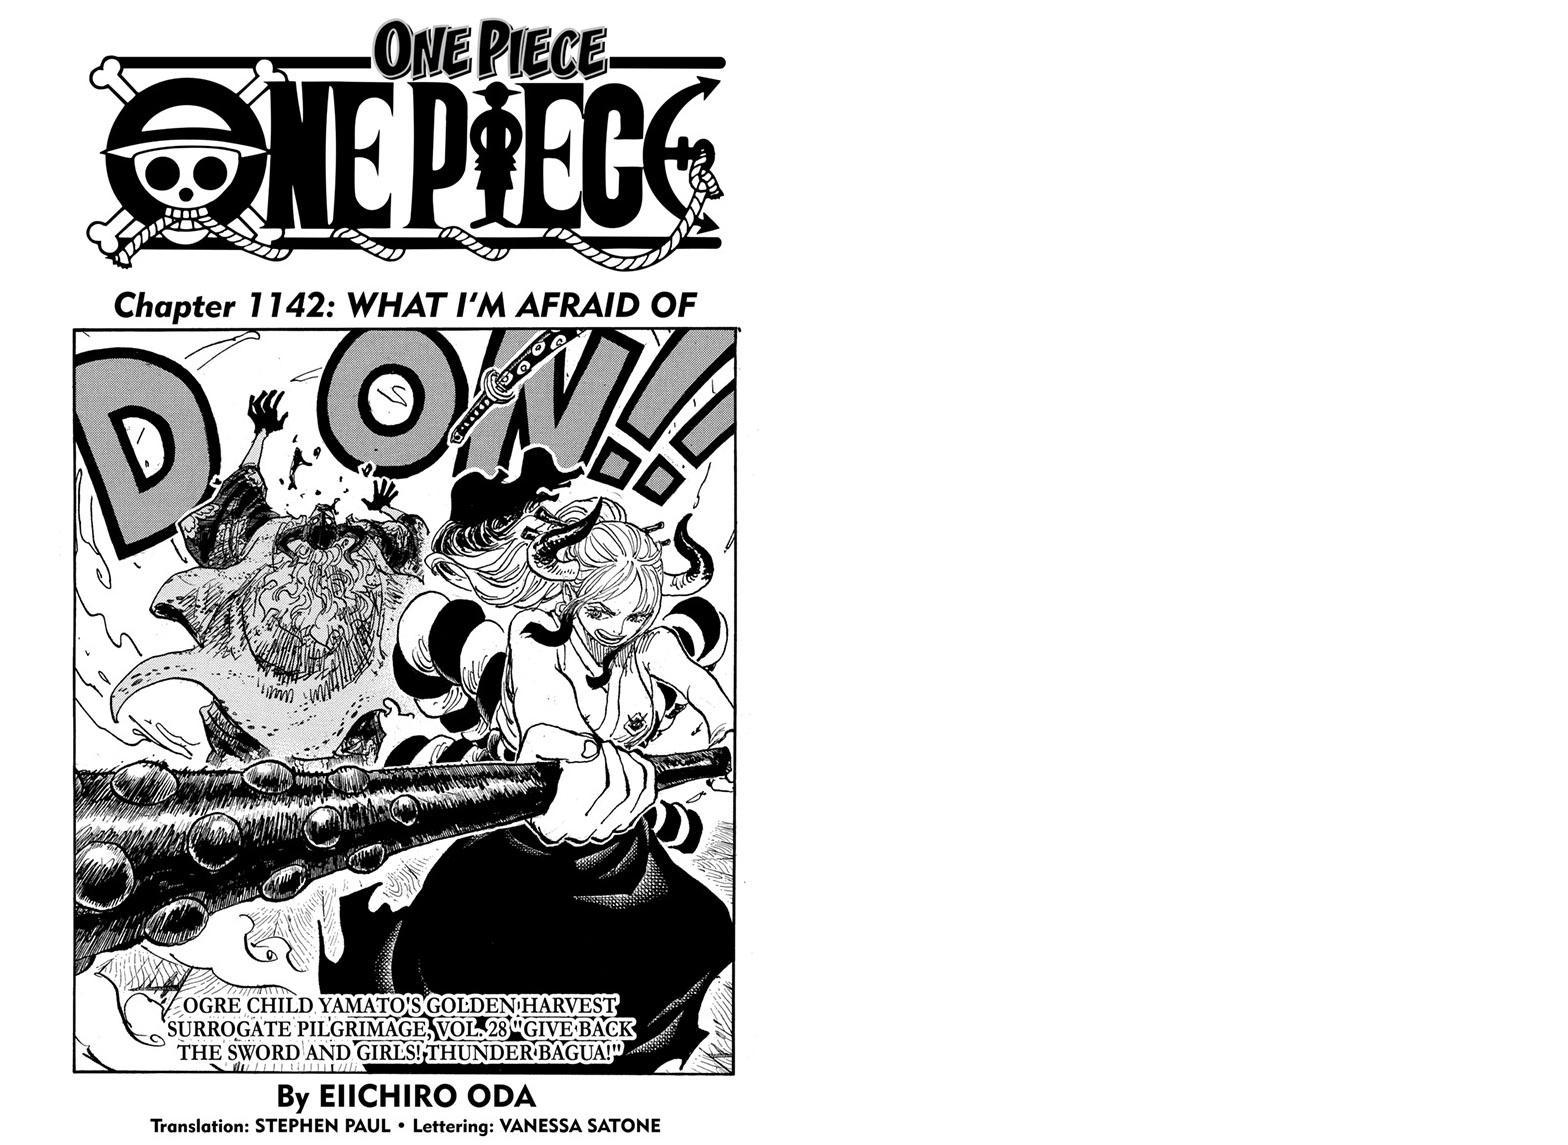 ONE PIECE
ONE PIECE
Chapter 1142: WHAT I'M AFRAID OF
DON!!
OGRE CHILD YAMATO'S GOLDEN HARVEST
SURROGATE PILGRIMAGE, VOL. 28 "GIVE BACK
THE SWORD AND GIRLS! THUNDER BAGUA!"
By EIICHIRO ODA
Translation: STEPHEN PAUL • Lettering: VANESSA SATONE